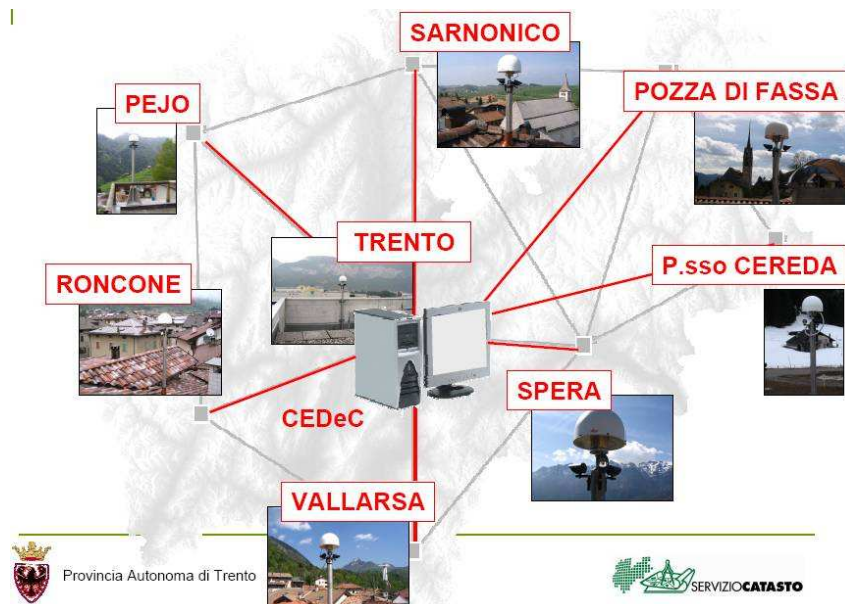 SARNONICO
PEJO
POZZA DI FASSA
TRENTO
P.sso CEREDA
RONCONE
SPERA
CEDeC
VALLARSA
Provincia Autonoma di Trento
SERVIZIOCATASTO